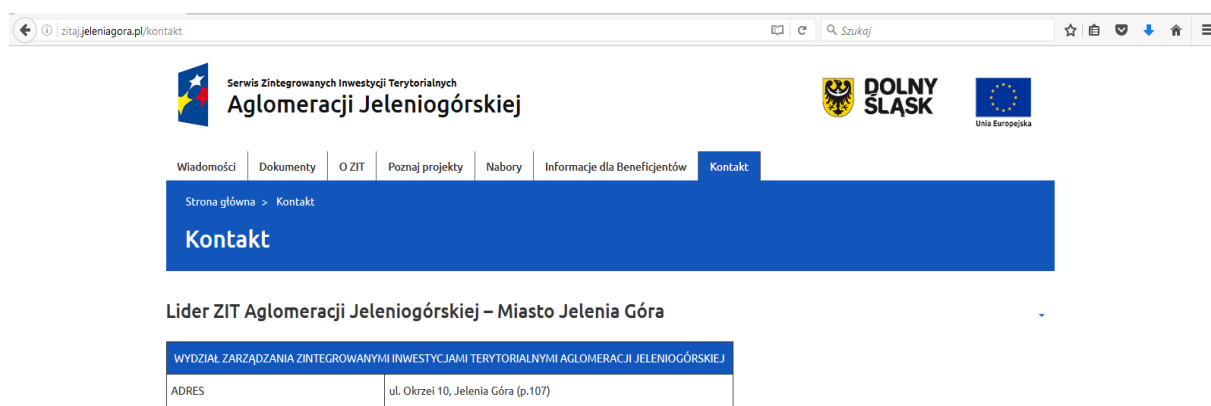 zitaj.jeleniagora.pl/kontakt
Szukaj
Serwis Zintegrowanych Inwestycji Terytorialnych
Aglomeracji Jeleniogórskiej
DOLNY
ŚLĄSK
Unia Europejska
Wiadomości Dokumenty O ZIT Poznaj projekty Nabory Informacje dla Beneficjentów Kontakt
Strona główna > Kontakt
Kontakt
Lider ZIT Aglomeracji Jeleniogórskiej – Miasto Jelenia Góra
WYDZIAŁ ZARZĄDZANIA ZINTEGROWANYMI INWESTYCJAMI TERYTORIALNYMI AGLOMERACJI JELENIOGÓRSKIEJ
ADRES ul. Okrzei 10, Jelenia Góra (p.107)